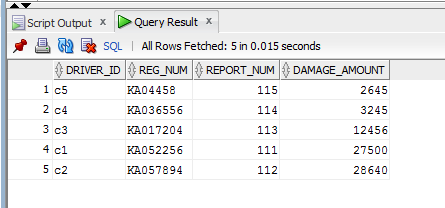 Script Output x Query Result x
SQL | All Rows Fetched: 5 in 0.015 seconds
DRIVER_ID REG_NUM REPORT_NUM DAMAGE_AMOUNT
1 c5 KA04458 115 2645
2 c4 KA036556 114 3245
3 c3 KA017204 113 12456
4 c1 KA052256 111 27500
5 c2 KA057894 112 28640